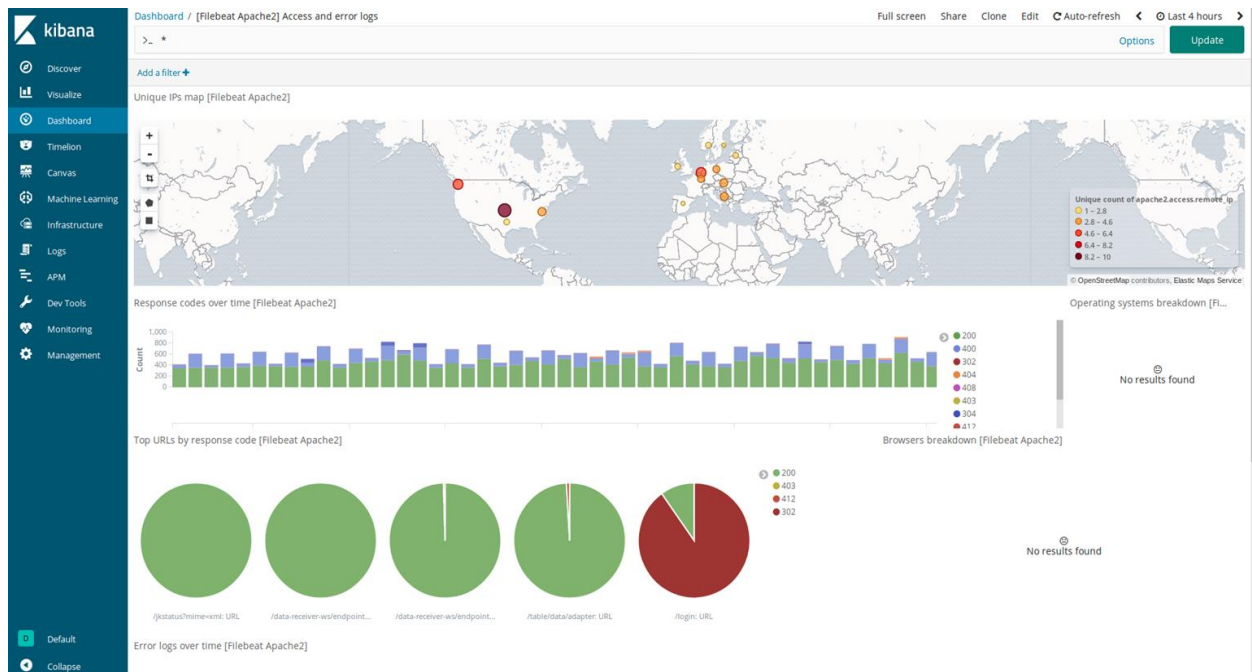 kibana
Discover
Visualize
Dashboard
Timelion
Canvas
Machine Learning
Infrastructure
Logs
APM
Dev Tools
Monitoring
Management
D Default
Collapse
Dashboard / [Filebeat Apache2] Access and error logs
Full screen Share Clone Edit Auto-refresh Last 4 hours
>_ *
Options Update
Add a filter +
Unique IPs map [Filebeat Apache2]
+
-
Unique count of apache2.access.remote_ip
1 – 2.8
2.8 – 4.6
4.6 – 6.4
6.4 – 8.2
8.2 – 10
© OpenStreetMap contributors, Elastic Maps Service
Response codes over time [Filebeat Apache2]
Count
1,000
800
600
400
200
0
200
400
302
404
408
403
304
412
Operating systems breakdown [Fi...
No results found
Top URLs by response code [Filebeat Apache2]
200
403
412
302
/jkstatus?mime=xml: URL
/data-receiver-ws/endpoint...
/data-receiver-ws/endpoint...
/table/data/adapter: URL
/login: URL
Browsers breakdown [Filebeat Apache2]
No results found
Error logs over time [Filebeat Apache2]